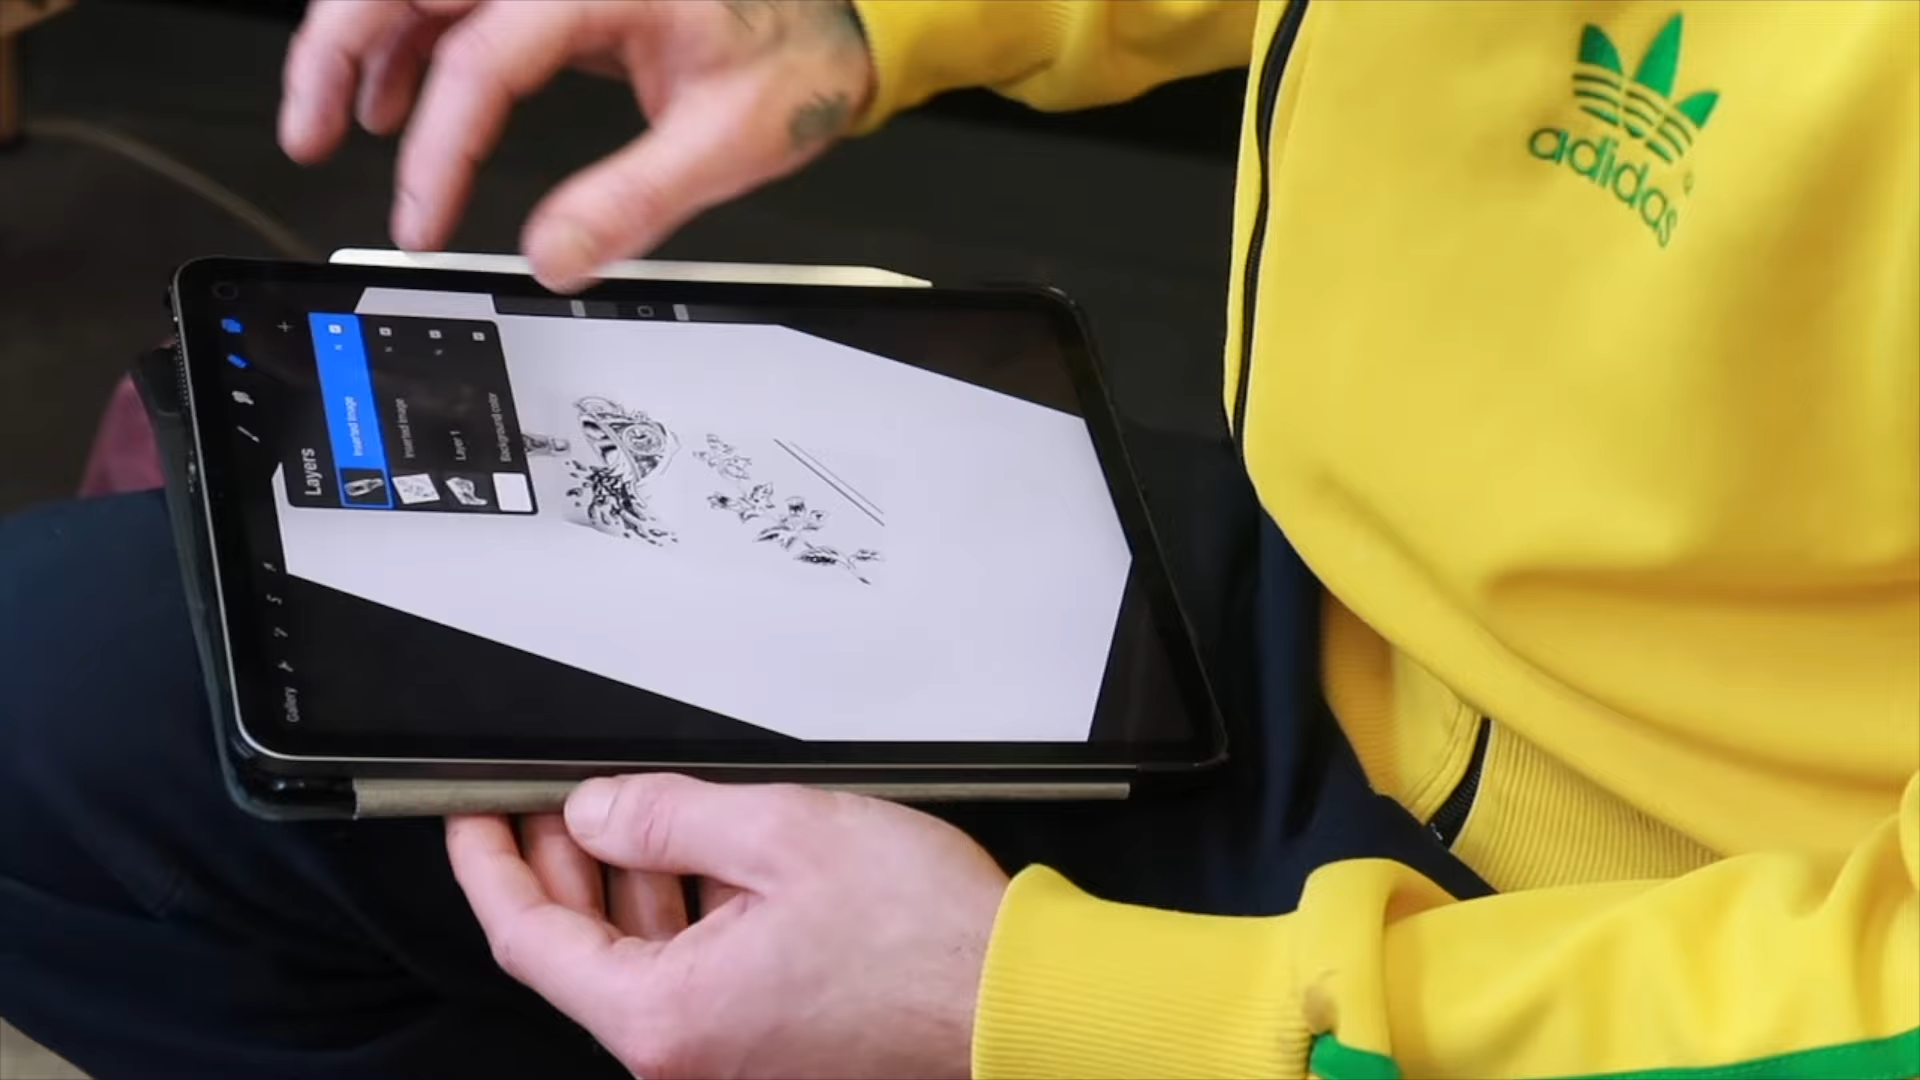 adidas
Layers
Inserted Image
Inserted Image
Layer 1
Background color
Gallery